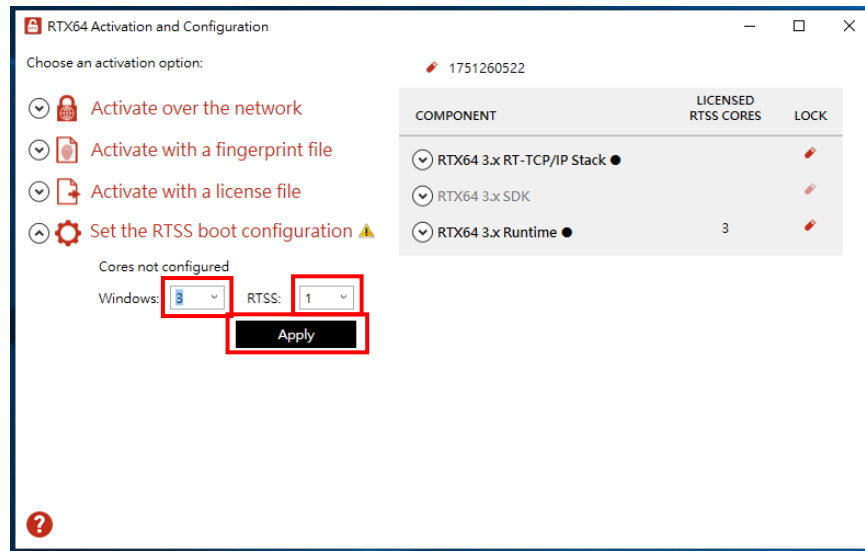 RTX64 Activation and Configuration
Choose an activation option:
Activate over the network
Activate with a fingerprint file
Activate with a license file
Set the RTSS boot configuration
Cores not configured
Windows: 3 RTSS: 1
Apply
1751260522
COMPONENT LICENSED RTSS CORES LOCK
RTX64 3.x RT-TCP/IP Stack ●
RTX64 3.x SDK
RTX64 3.x Runtime ● 3
?